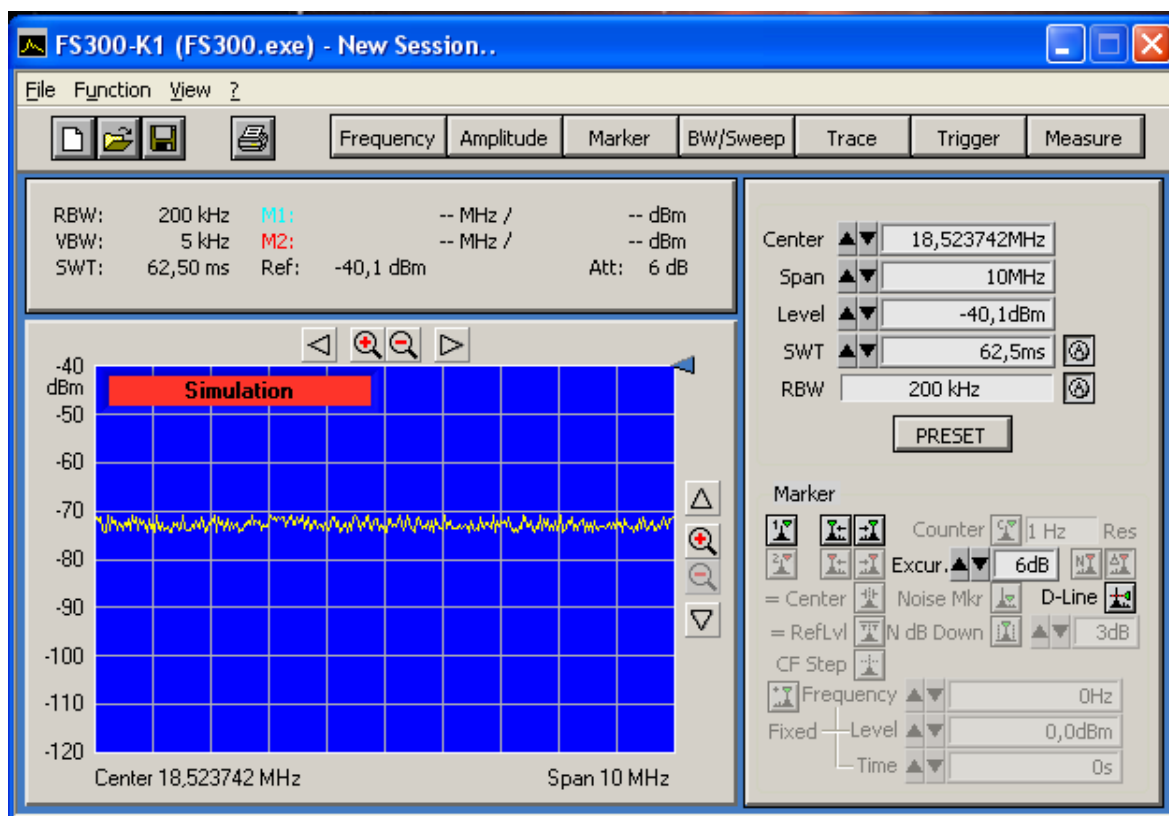 FS300-K1 (FS300.exe) - New Session..
File Function View ?
Frequency Amplitude Marker BW/Sweep Trace Trigger Measure
RBW: 200 kHz M1: -- MHz / -- dBm
VBW: 5 kHz M2: -- MHz / -- dBm
SWT: 62,50 ms Ref: -40,1 dBm Att: 6 dB
-40
dBm
Simulation
-50
-60
-70
-80
-90
-100
-110
-120
Center 18,523742 MHz Span 10 MHz
Center 18,523742MHz
Span 10MHz
Level -40,1dBm
SWT 62,5ms
RBW 200 kHz
PRESET
Marker
Counter 1 Hz Res
Excur. 6dB
= Center Noise Mkr D-Line
= RefLvl N dB Down 3dB
CF Step
Frequency 0Hz
Fixed Level 0,0dBm
Time 0s